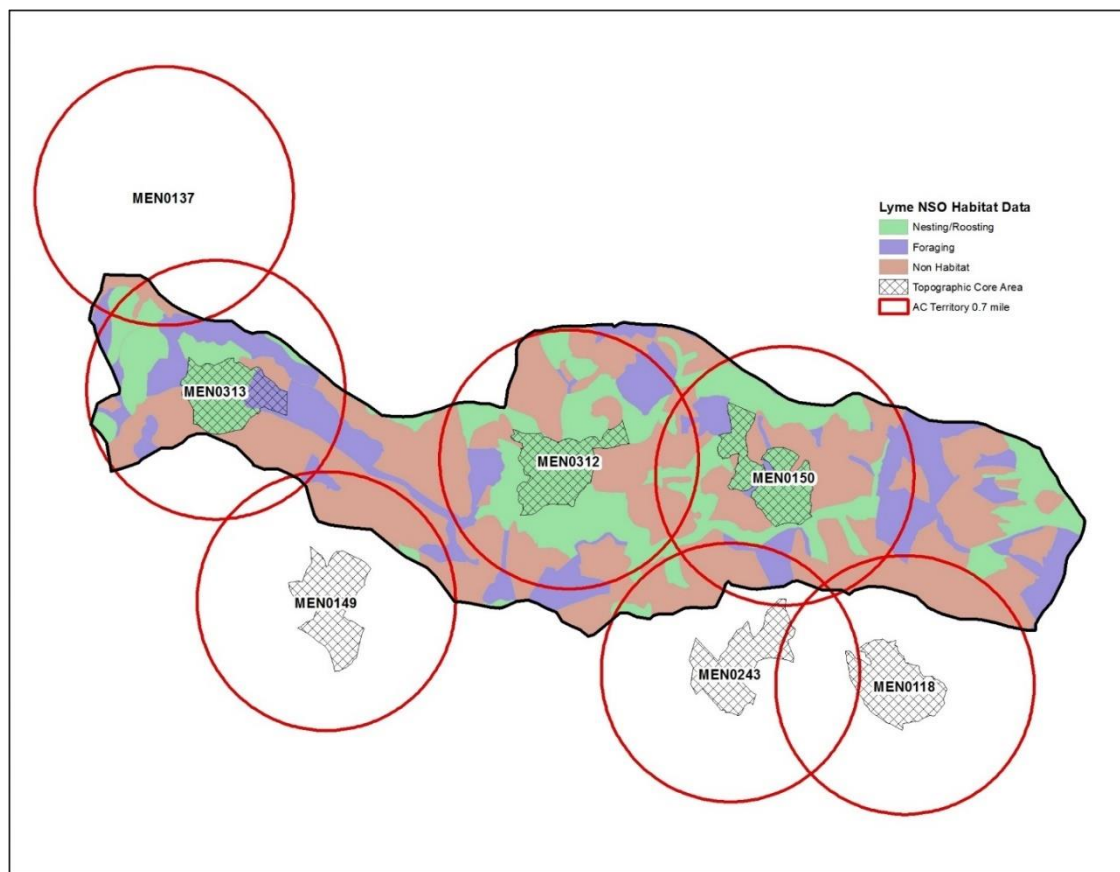 MEN0137
Lyme NSO Habitat Data
Nesting/Roosting
Foraging
Non Habitat
Topographic Core Area
AC Territory 0.7 mile
MEN0313
MEN0312
MEN0150
MEN0149
MEN0243
MEN0118